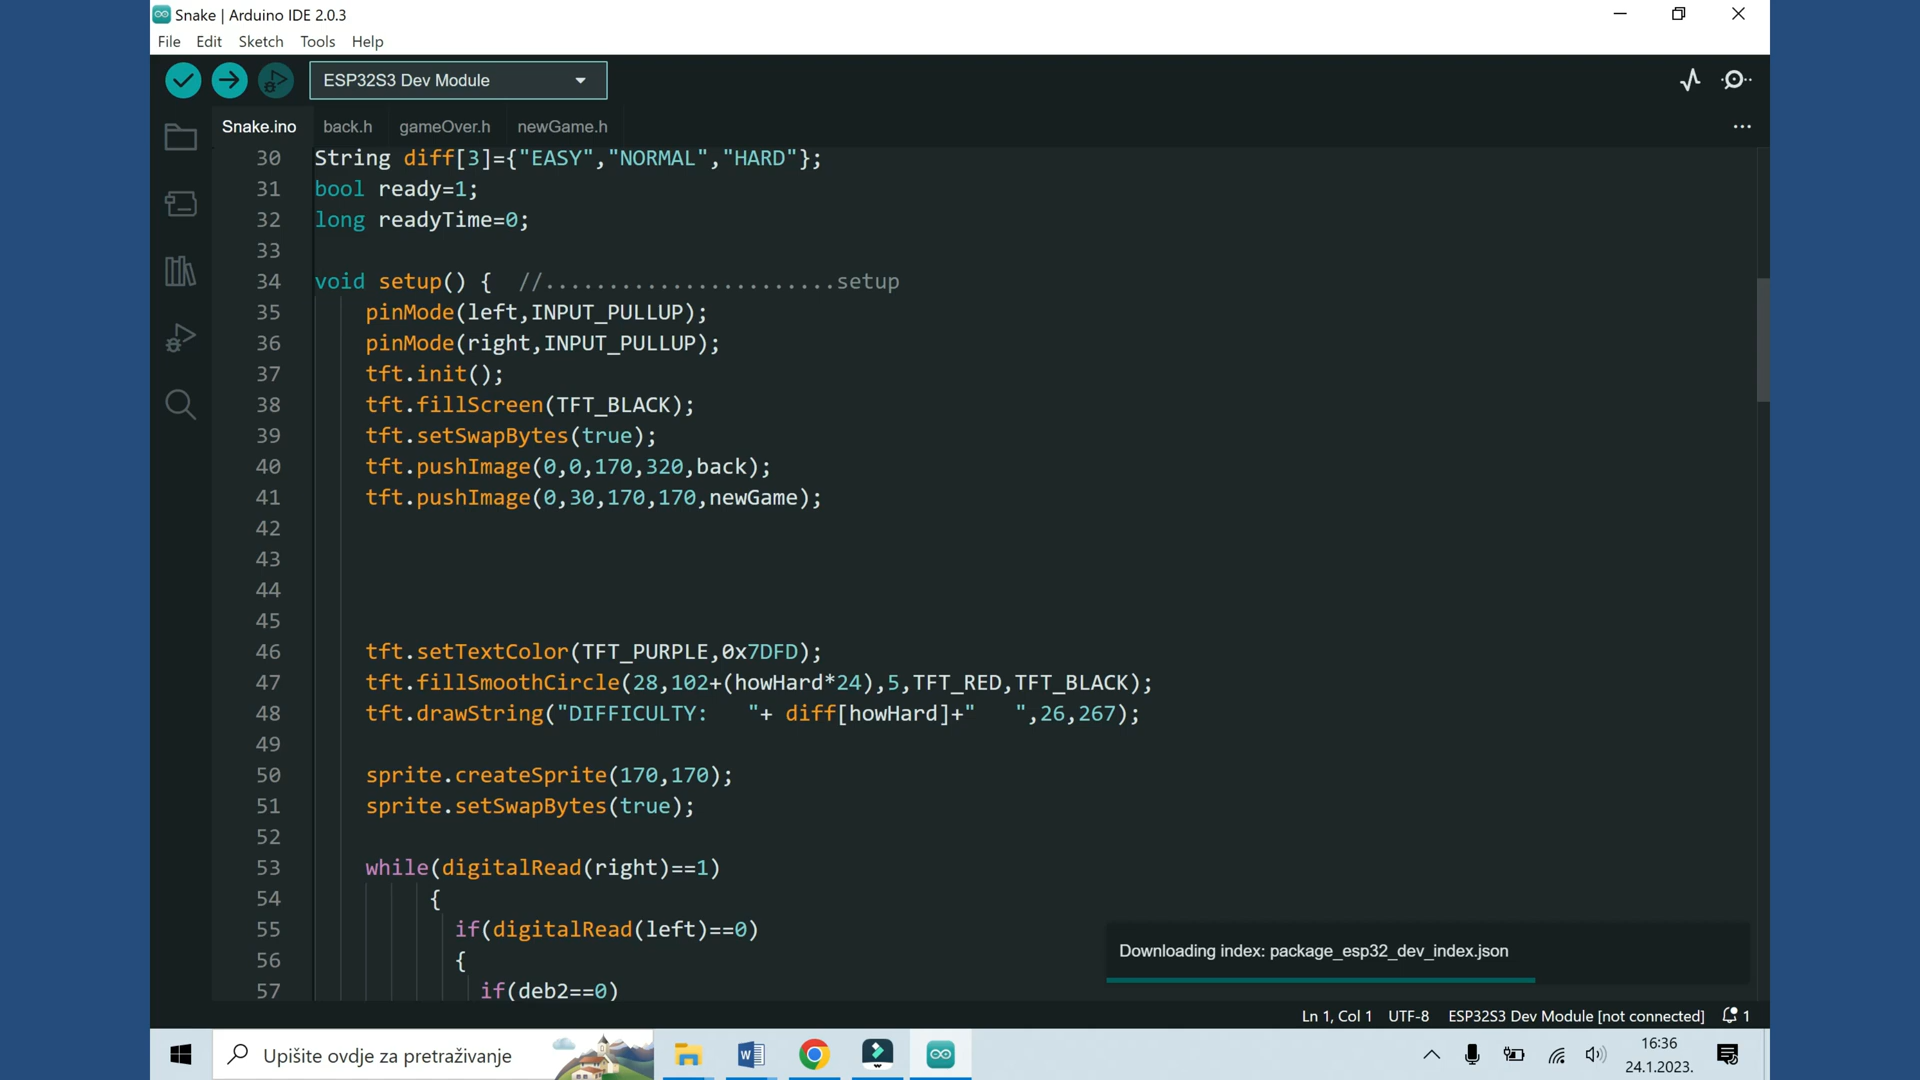 Snake | Arduino IDE 2.0.3
File Edit Sketch Tools Help
ESP32S3 Dev Module
Snake.ino back.h gameOver.h newGame.h
30 String diff[3]={"EASY","NORMAL","HARD"};
31 bool ready=1;
32 long readyTime=0;
33
34 void setup() {  //.......................setup
35 pinMode(left,INPUT_PULLUP);
36 pinMode(right,INPUT_PULLUP);
37 tft.init();
38 tft.fillScreen(TFT_BLACK);
39 tft.setSwapBytes(true);
40 tft.pushImage(0,0,170,320,back);
41 tft.pushImage(0,30,170,170,newGame);
42
43
44
45
46 tft.setTextColor(TFT_PURPLE,0x7DFD);
47 tft.fillSmoothCircle(28,102+(howHard*24),5,TFT_RED,TFT_BLACK);
48 tft.drawString("DIFFICULTY:   "+ diff[howHard]+"   ",26,267);
49
50 sprite.createSprite(170,170);
51 sprite.setSwapBytes(true);
52
53 while(digitalRead(right)==1)
54 {
55 if(digitalRead(left)==0)
56 {
57 if(deb2==0)
Downloading index: package_esp32_dev_index.json
Ln 1, Col 1 UTF-8 ESP32S3 Dev Module [not connected] 1
Upišite ovdje za pretraživanje
16:36
24.1.2023.